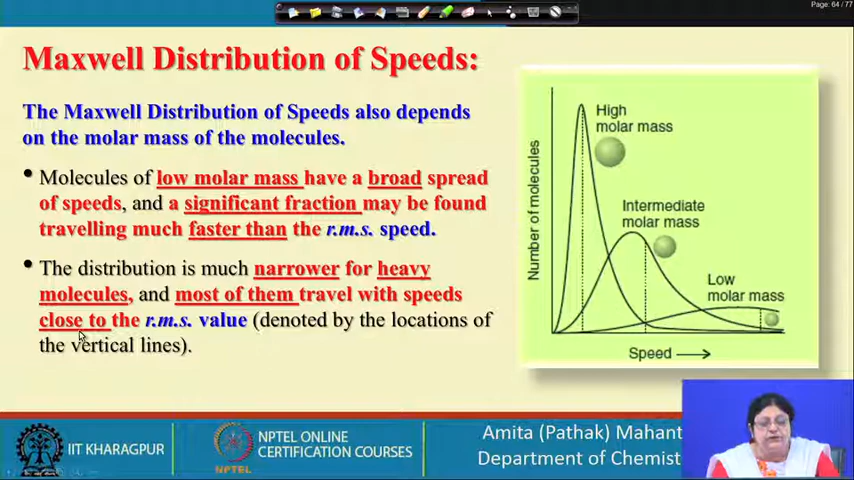 Page: 64 / 77
Maxwell Distribution of Speeds:
The Maxwell Distribution of Speeds also depends
on the molar mass of the molecules.
• Molecules of low molar mass have a broad spread
of speeds, and a significant fraction may be found
travelling much faster than the r.m.s. speed.
• The distribution is much narrower for heavy
molecules, and most of them travel with speeds
close to the r.m.s. value (denoted by the locations of
the vertical lines).
Number of molecules
High
molar mass
Intermediate
molar mass
Low
molar mass
Speed
IIT KHARAGPUR
NPTEL
NPTEL ONLINE
CERTIFICATION COURSES
Amita (Pathak) Mahant
Department of Chemist